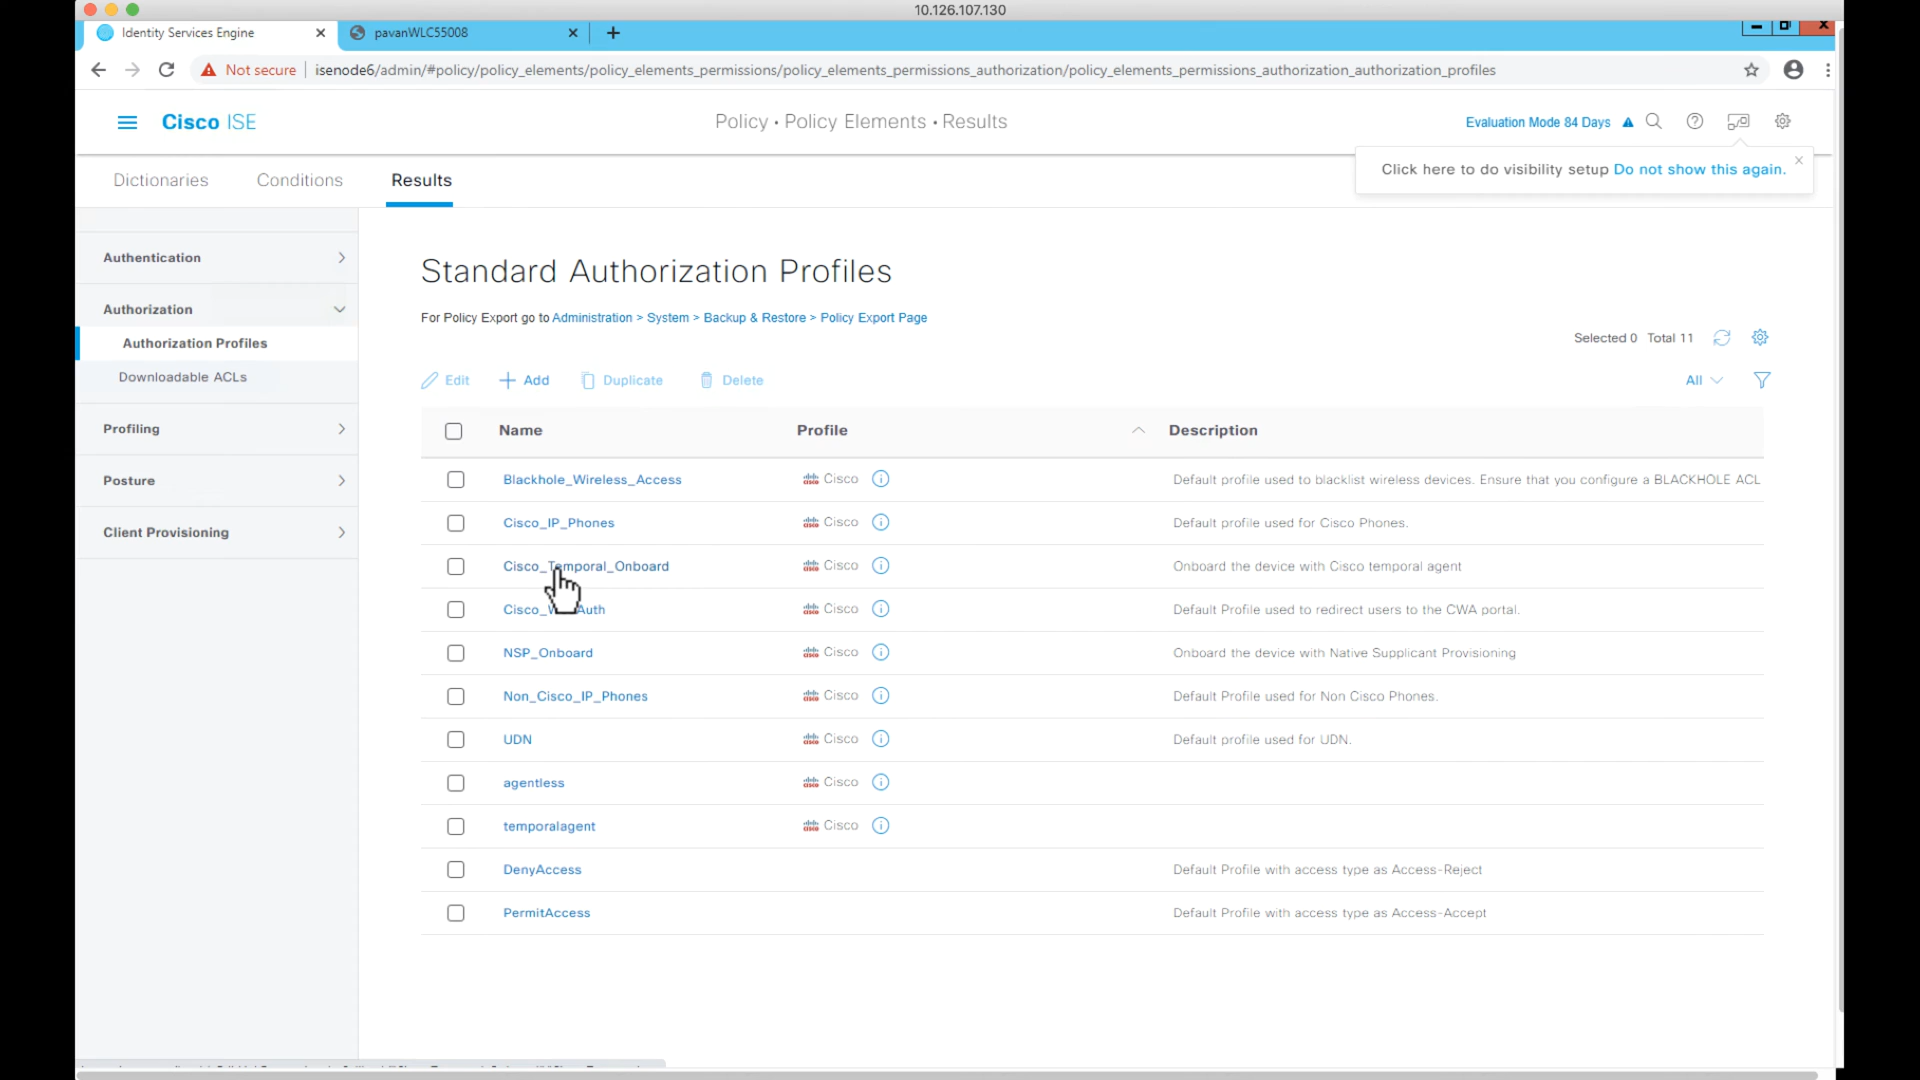 10.126.107.130
Identity Services Engine
pavanWLC55008
Not secure
isenode6/admin/#policy/policy_elements/policy_elements_permissions/policy_elements_permissions_authorization/policy_elements_permissions_authorization_authorization_profiles
Cisco ISE
Policy • Policy Elements • Results
Evaluation Mode 84 Days
Click here to do visibility setup Do not show this again.
Dictionaries
Conditions
Results
Authentication
Authorization
Authorization Profiles
Downloadable ACLs
Profiling
Posture
Client Provisioning
Standard Authorization Profiles
For Policy Export go to Administration > System > Backup & Restore > Policy Export Page
Selected 0 Total 11
Edit
Add
Duplicate
Delete
All
Name Profile Description
Blackhole_Wireless_Access Cisco Default profile used to blacklist wireless devices. Ensure that you configure a BLACKHOLE ACL
Cisco_IP_Phones Cisco Default profile used for Cisco Phones.
Cisco_Temporal_Onboard Cisco Onboard the device with Cisco temporal agent
Cisco_W Auth Cisco Default Profile used to redirect users to the CWA portal.
NSP_Onboard Cisco Onboard the device with Native Supplicant Provisioning
Non_Cisco_IP_Phones Cisco Default Profile used for Non Cisco Phones.
UDN Cisco Default profile used for UDN.
agentless Cisco
temporalagent Cisco
DenyAccess Default Profile with access type as Access-Reject
PermitAccess Default Profile with access type as Access-Accept